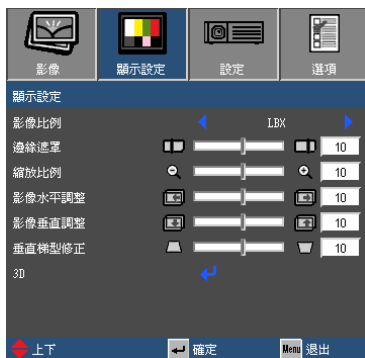 影像 顯示設定 設定 選項
顯示設定
影像比例 LBX
邊緣遮罩 10
縮放比例 10
影像水平調整 10
影像垂直調整 10
垂直梯型修正 10
3D
上下 確定 Menu 退出